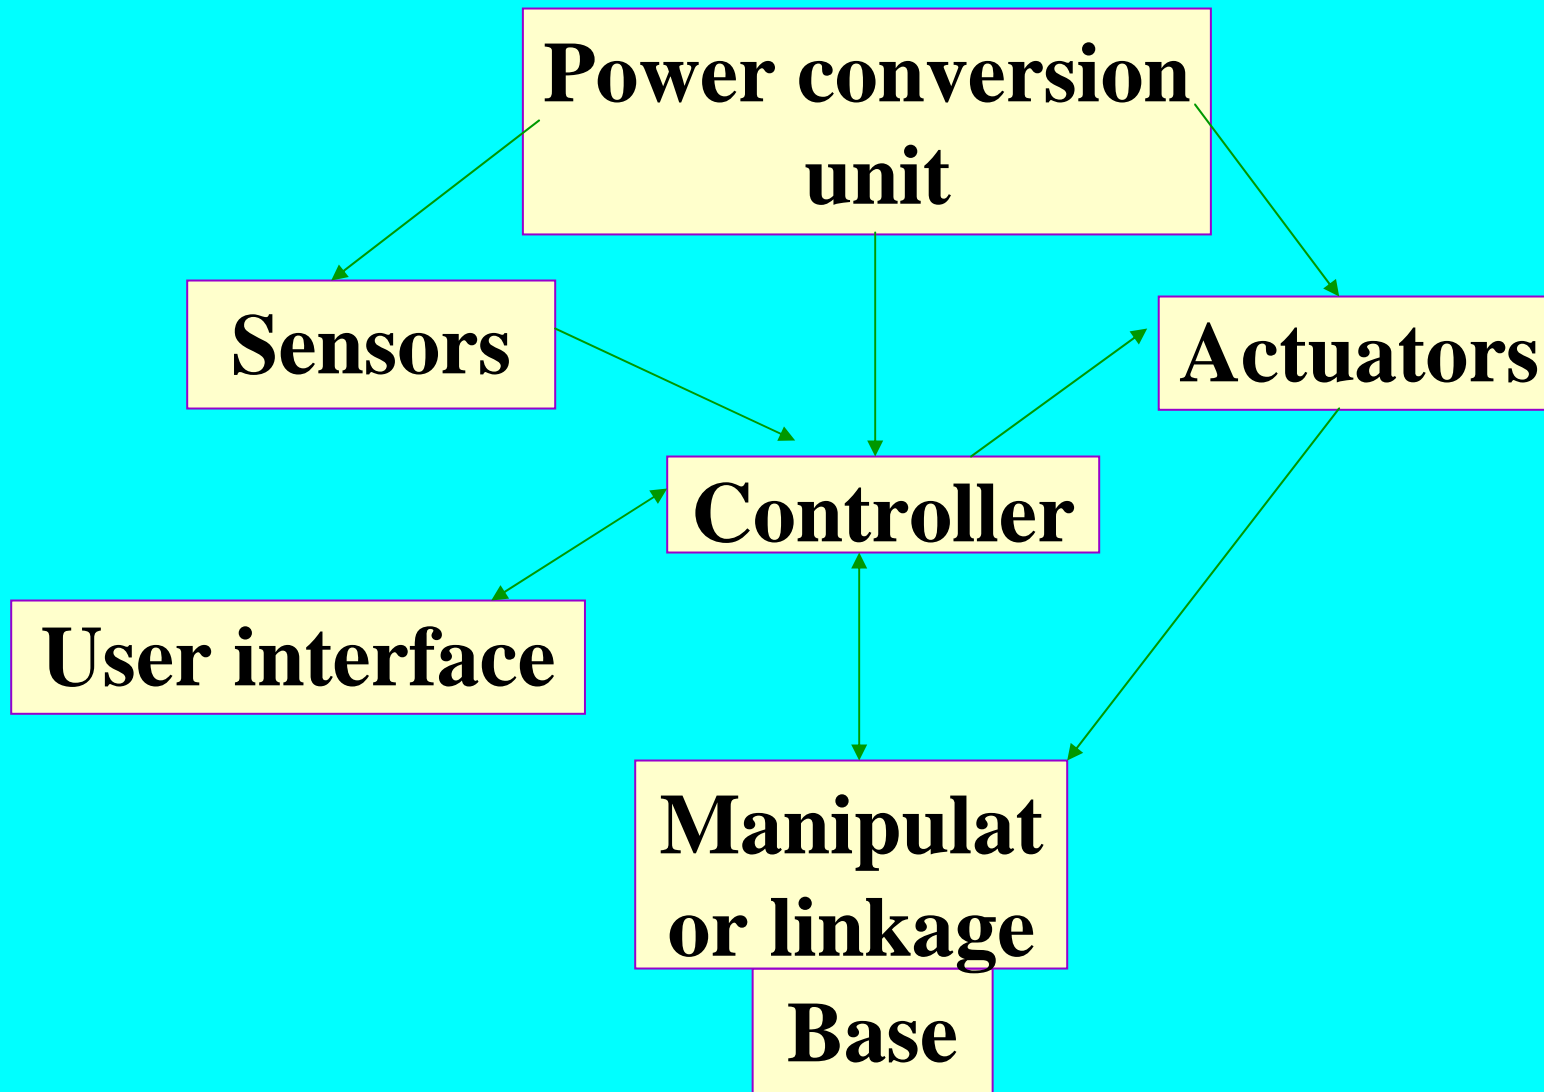 Power conversion
unit
Sensors
Actuators
Controller
User interface
Manipulat
or linkage
Base